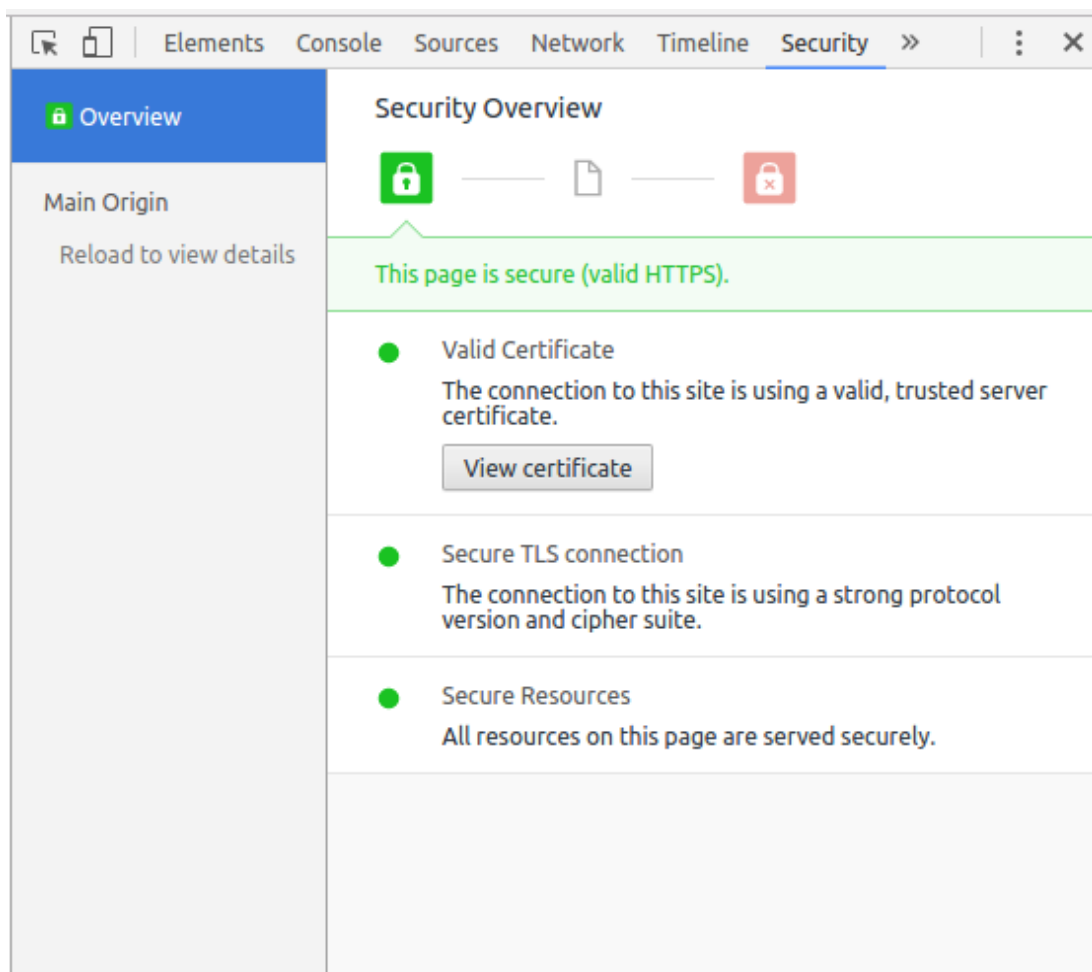 Elements Console Sources Network Timeline Security »
Overview
Main Origin
Reload to view details
Security Overview
This page is secure (valid HTTPS).
Valid Certificate
The connection to this site is using a valid, trusted server
certificate.
View certificate
Secure TLS connection
The connection to this site is using a strong protocol
version and cipher suite.
Secure Resources
All resources on this page are served securely.